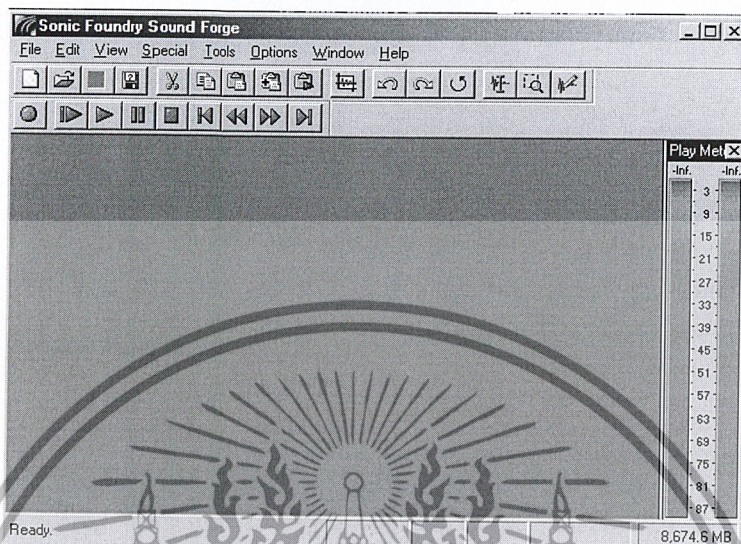 Sonic Foundry Sound Forge
File Edit View Special Tools Options Window Help
Play Met
-Inf. -Inf.
3
9
15
21
27
33
39
45
51
57
63
69
75
81
87
Ready.
8,674.6 MB